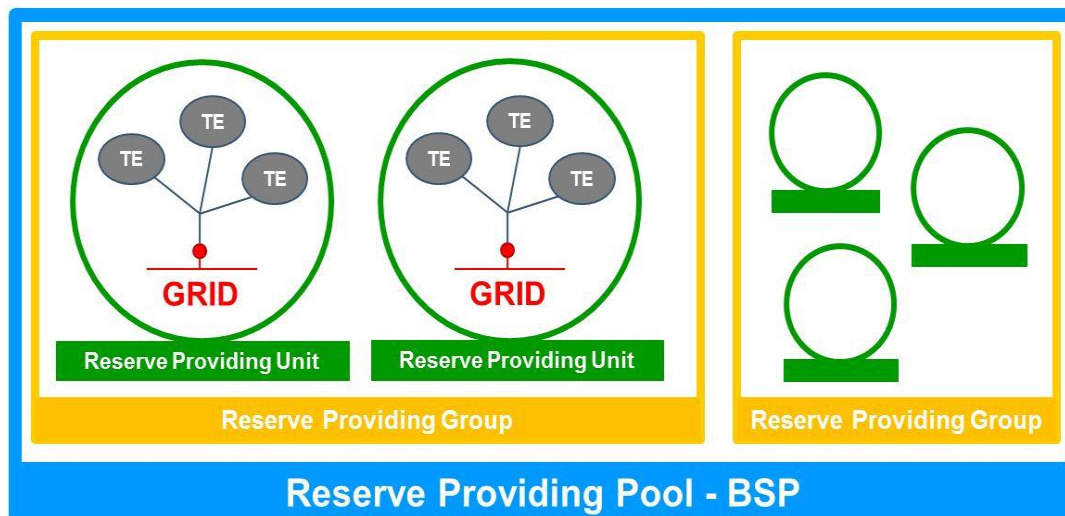 TE
TE
TE
GRID
Reserve Providing Unit
TE
TE
TE
GRID
Reserve Providing Unit
Reserve Providing Group
Reserve Providing Group
Reserve Providing Pool - BSP